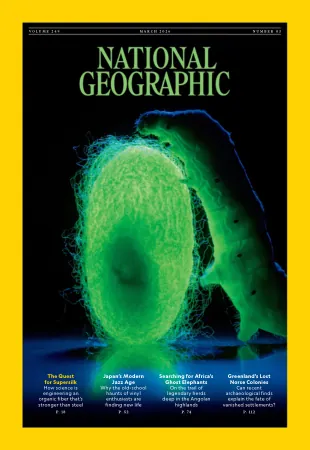 VOLUME 249 MARCH 2026 NUMBER 03
NATIONAL
GEOGRAPHIC
The Quest
for Supersilk
How science is
engineering an
organic fiber that's
stronger than steel
P. 30
Japan's Modern
Jazz Age
Why the old-school
haunts of vinyl
enthusiasts are
finding new life
P. 52
Searching for Africa's
Ghost Elephants
On the trail of
legendary herds
deep in the Angolan
highlands
P. 74
Greenland's Lost
Norse Colonies
Can recent
archaeological finds
explain the fate of
vanished settlements?
P. 112